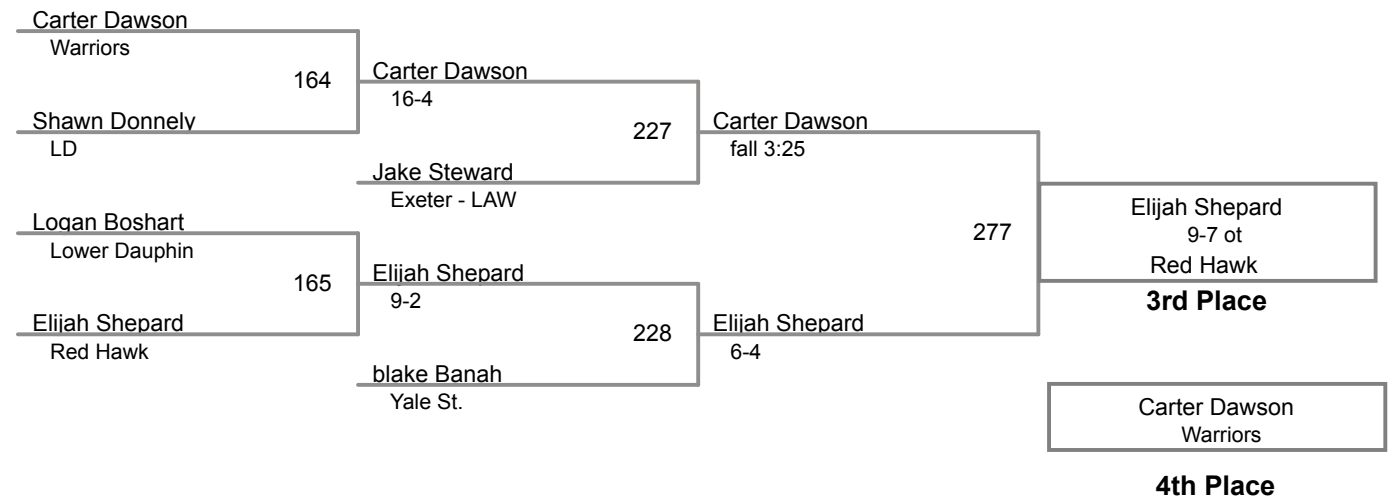 Carter Dawson
Warriors
164
Shawn Donnely
LD
Carter Dawson
16-4
227
Jake Steward
Exeter - LAW
Logan Boshart
Lower Dauphin
165
Elijah Shepard
Red Hawk
Elijah Shepard
9-2
228
blake Banah
Yale St.
Carter Dawson
fall 3:25
277
Elijah Shepard
6-4
Elijah Shepard
9-7 ot
Red Hawk
3rd Place
Carter Dawson
Warriors
4th Place